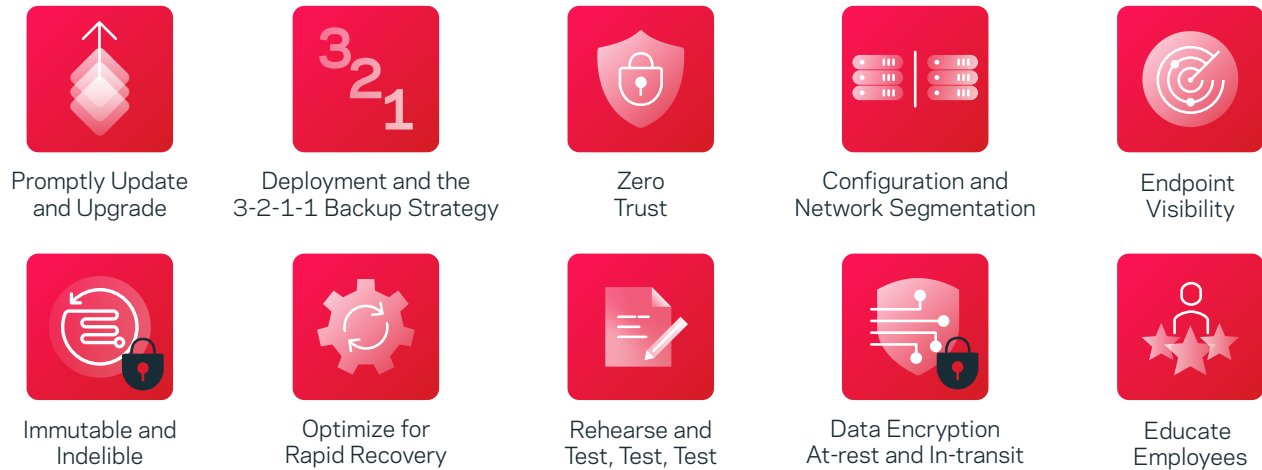 3
2
1
Promptly Update
and Upgrade
Deployment and the
3-2-1-1 Backup Strategy
Zero
Trust
Configuration and
Network Segmentation
Endpoint
Visibility
Immutable and
Indelible
Optimize for
Rapid Recovery
Rehearse and
Test, Test, Test
Data Encryption
At-rest and In-transit
Educate
Employees